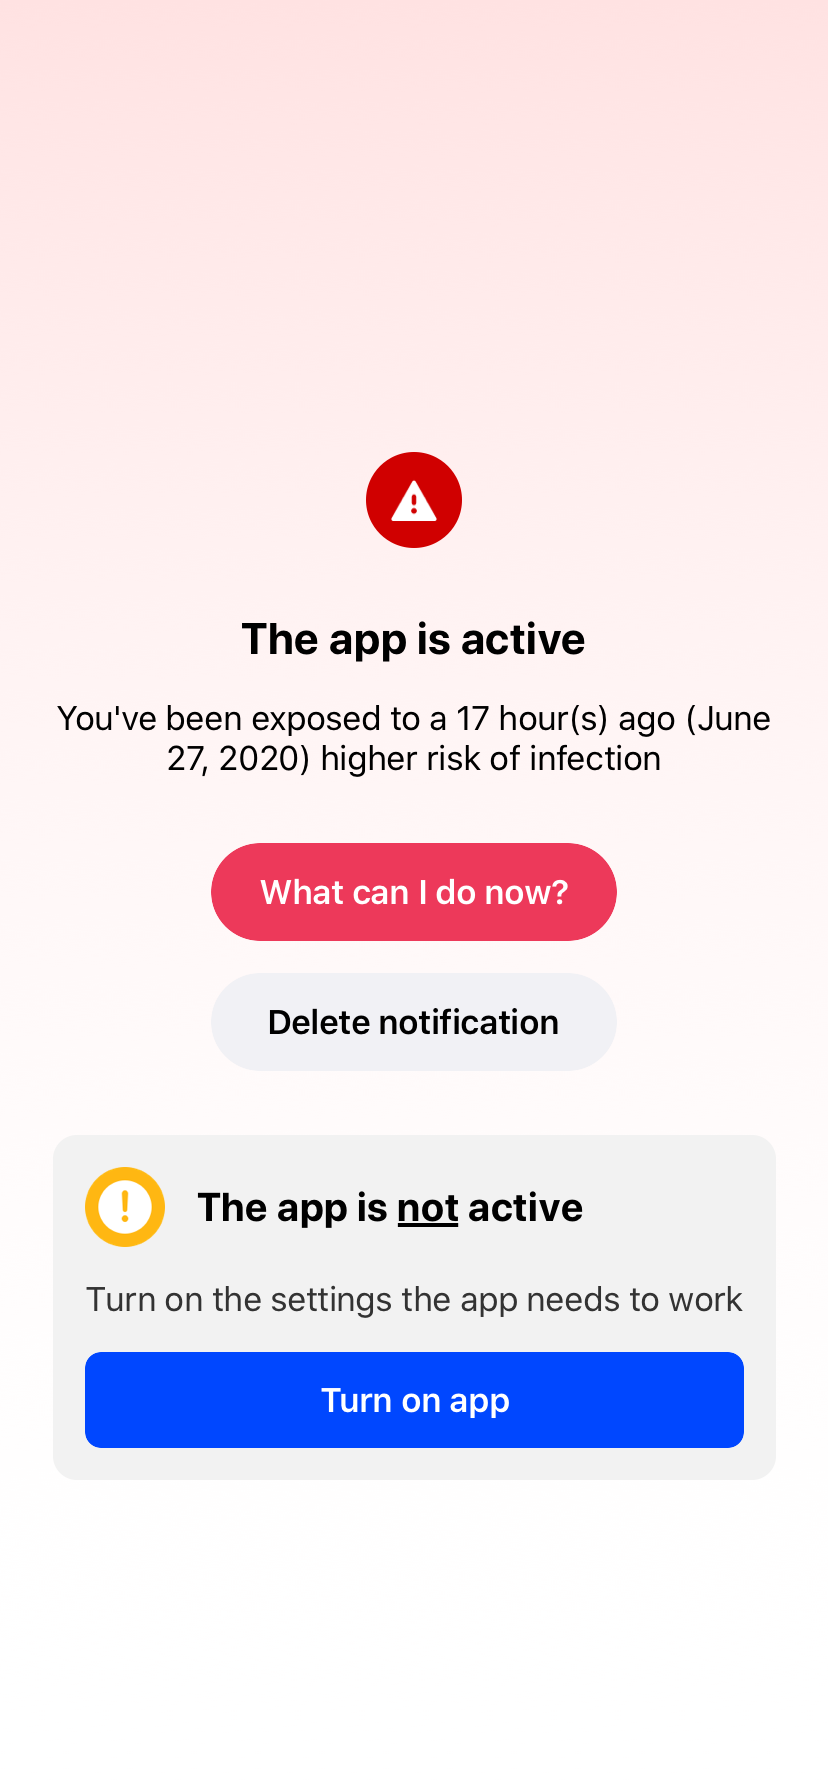 The app is active
You've been exposed to a 17 hour(s) ago (June
27, 2020) higher risk of infection
What can I do now?
Delete notification
The app is not active
Turn on the settings the app needs to work
Turn on app